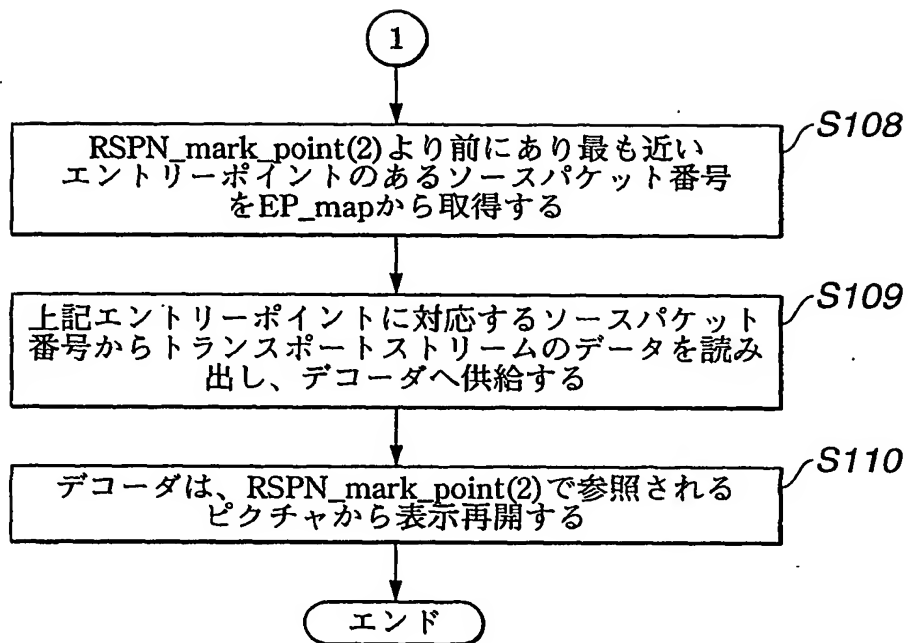 1
RSPN_mark_point(2)より前にあり最も近い
エントリーポイントのあるソースパケット番号
をEP_mapから取得する
S108
上記エントリーポイントに対応するソースパケット
番号からトランスポートストリームのデータを読み
出し、デコーダへ供給する
S109
デコーダは、RSPN_mark_point(2)で参照される
ピクチャから表示再開する
S110
エンド